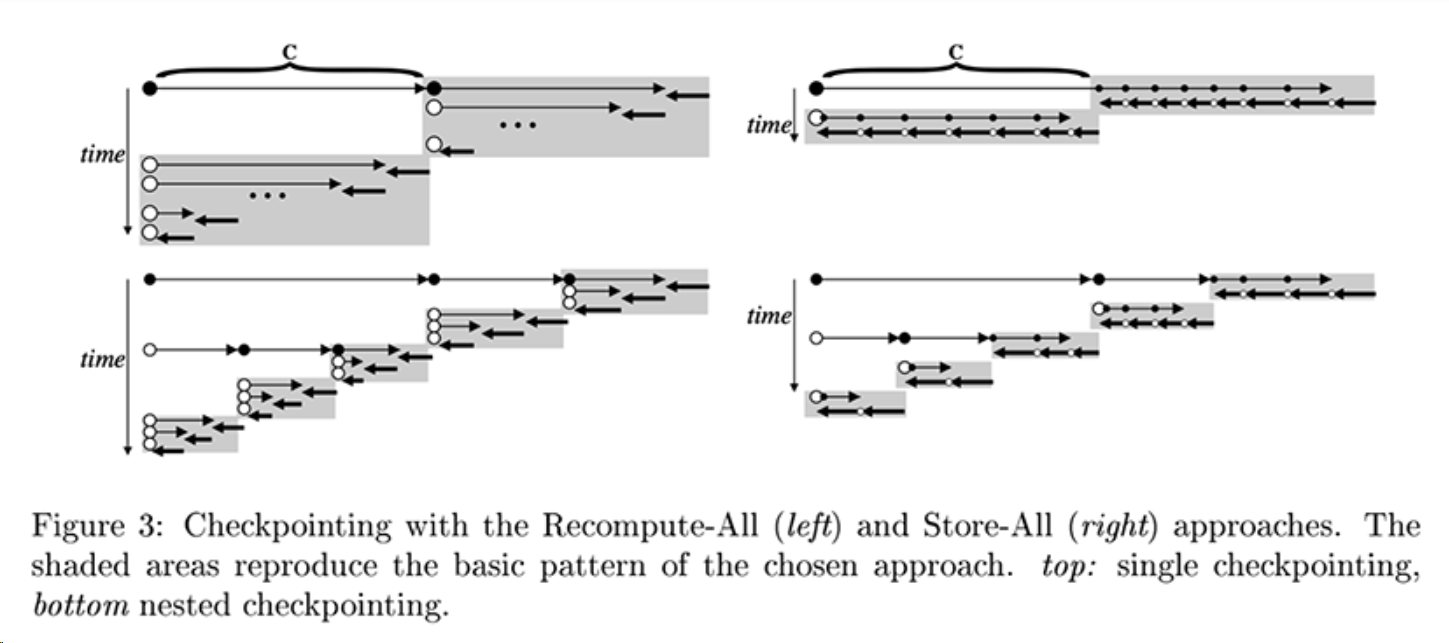 C
C
time
time
time
time
Figure 3: Checkpointing with the Recompute-All (left) and Store-All (right) approaches. The
shaded areas reproduce the basic pattern of the chosen approach. top: single checkpointing,
bottom nested checkpointing.